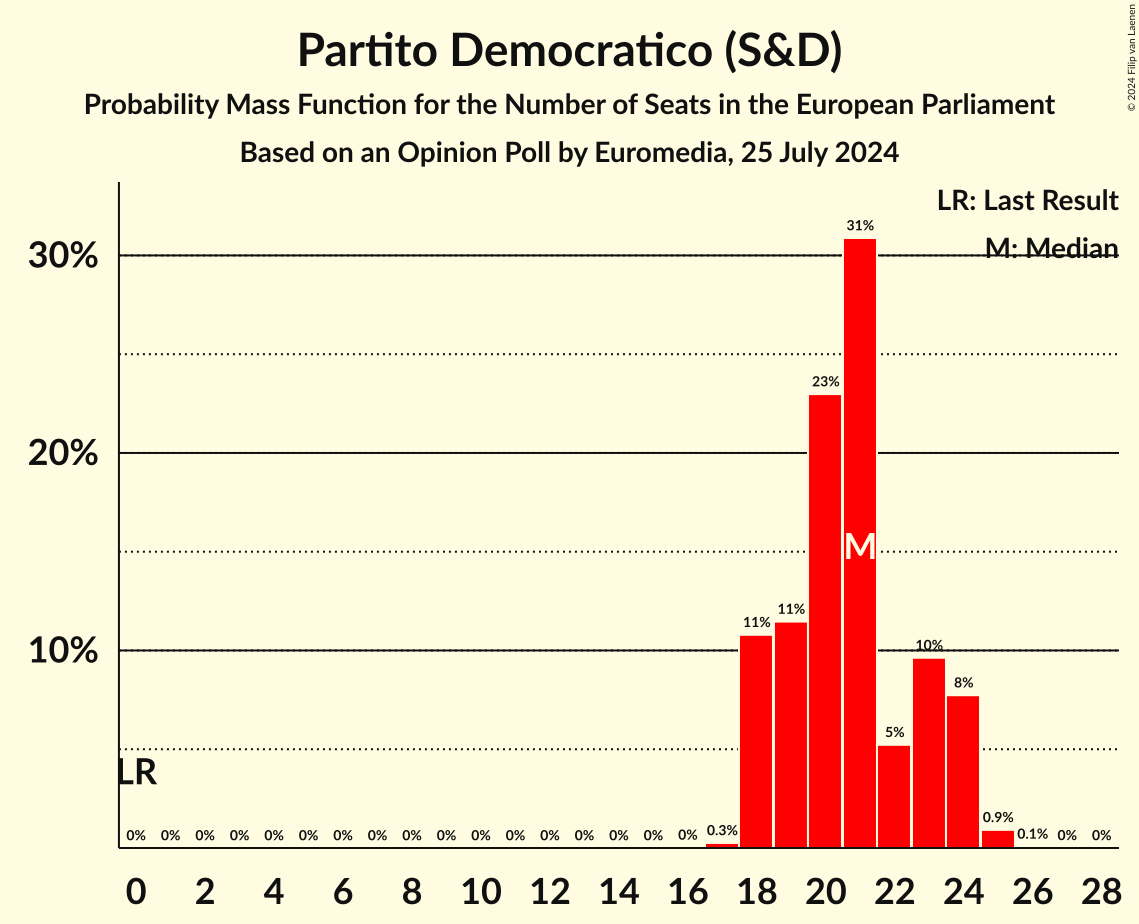 Partito Democratico (S&D)
Probability Mass Function for the Number of Seats in the European Parliament
Based on an Opinion Poll by Euromedia, 25 July 2024
© 2024 Filip van Laenen
LR: Last Result
M: Median
30%
20%
10%
31%
23%
M
11% 11%
10%
8%
5%
LR
0% 0% 0% 0% 0% 0% 0% 0% 0% 0% 0% 0% 0% 0% 0% 0% 0% 0.3% 0.9% 0.1% 0% 0%
0 2 4 6 8 10 12 14 16 18 20 22 24 26 28